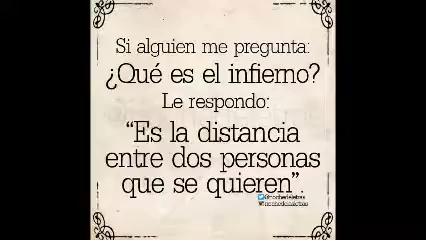 Si alguien me pregunta:
¿Qué es el infierno?
Le respondo:
“Es la distancia
entre dos personas
que se quieren”.